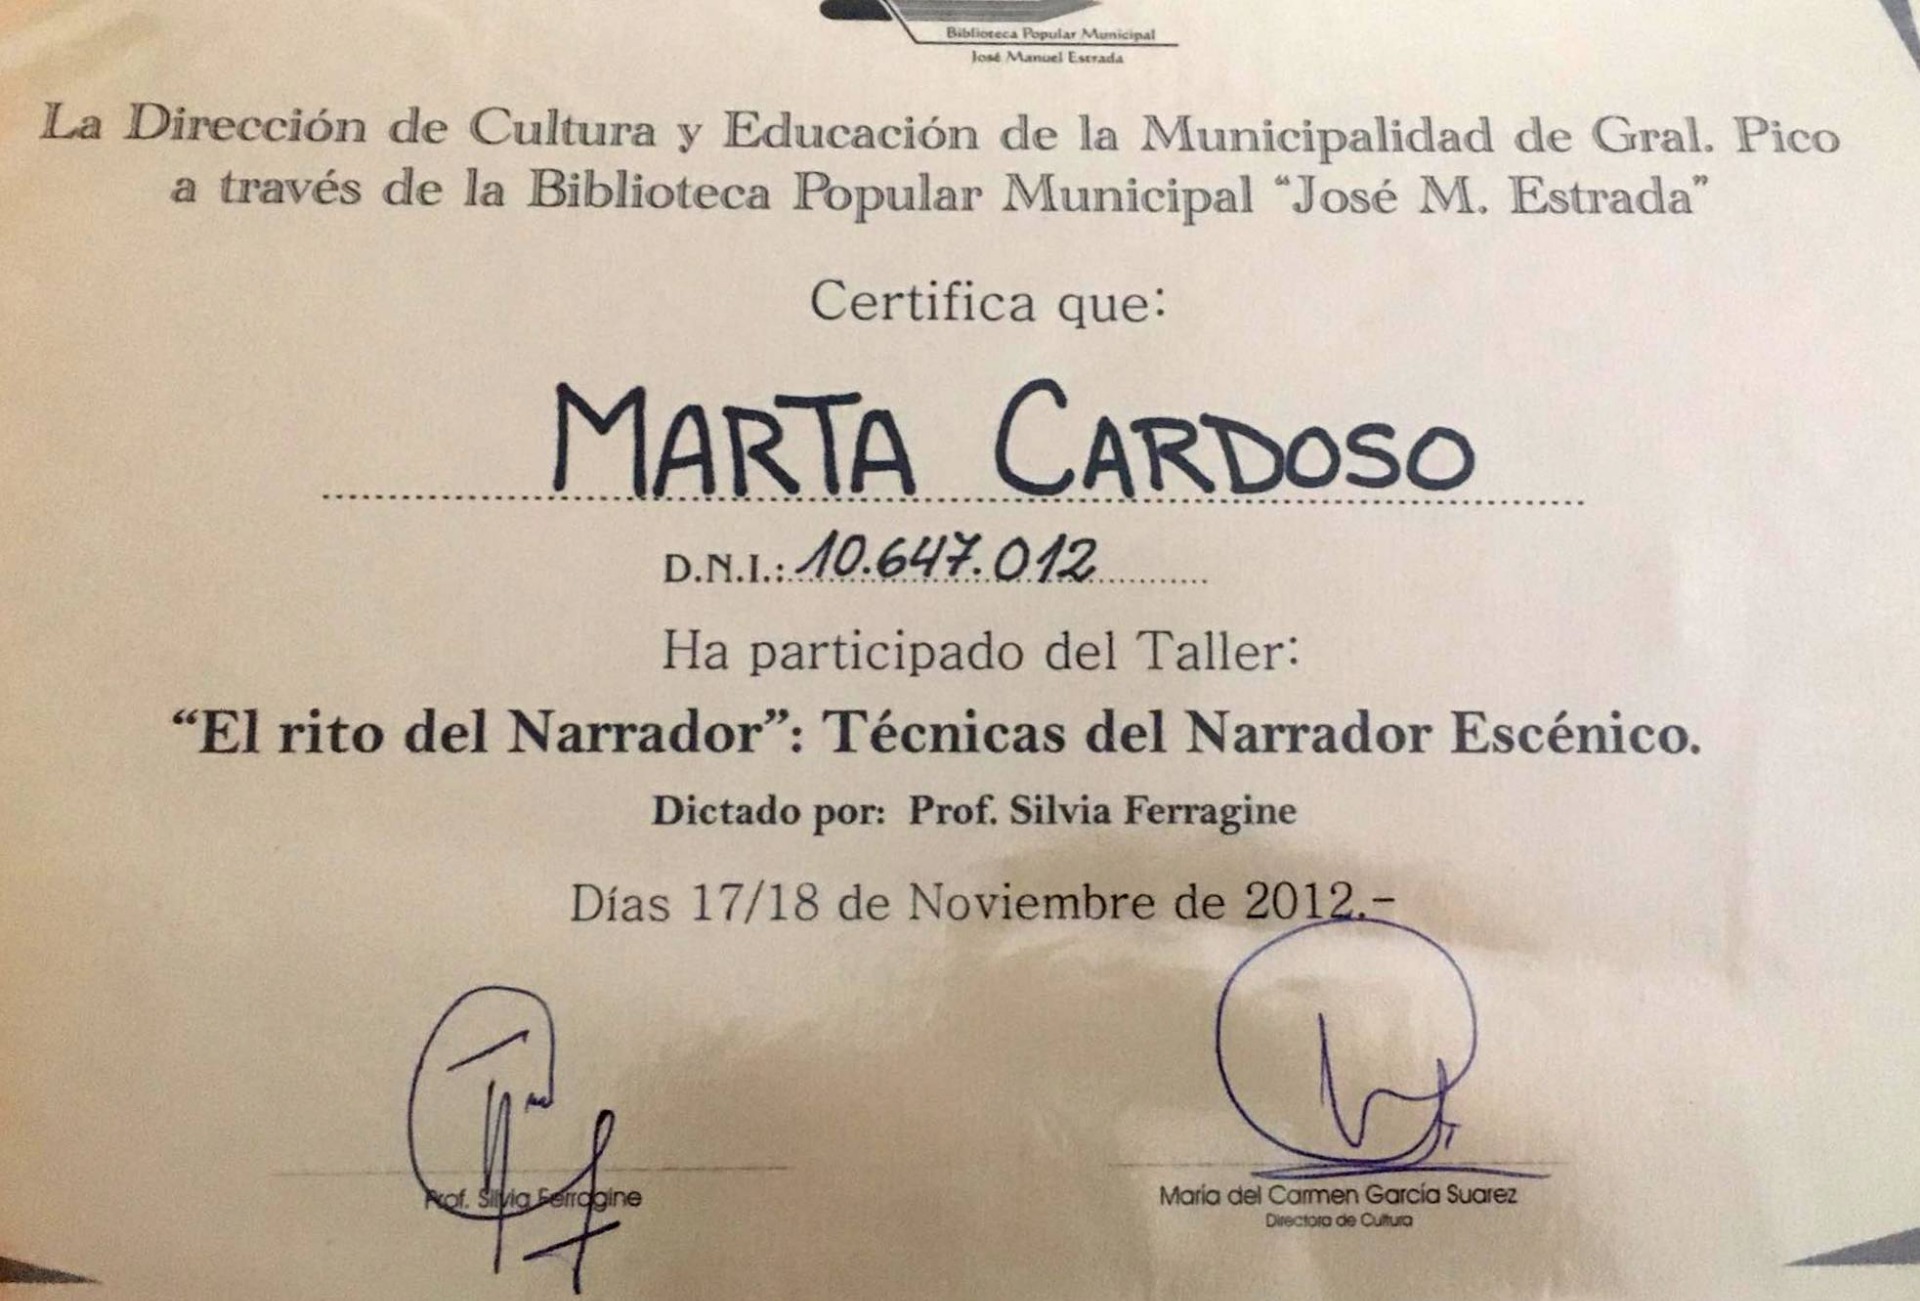 Biblioteca Popular Municipal
José Manuel Estrada
La Dirección de Cultura y Educación de la Municipalidad de Gral. Pico
a través de la Biblioteca Popular Municipal “José M. Estrada”
Certifica que:
MARTA CARDOSO
D.N.I.: 10.647.012
Ha participado del Taller:
“El rito del Narrador”: Técnicas del Narrador Escénico.
Dictado por: Prof. Silvia Ferragine
Días 17/18 de Noviembre de 2012.-
Prof. Silvia Ferragine
María del Carmen García Suarez
Directora de Cultura